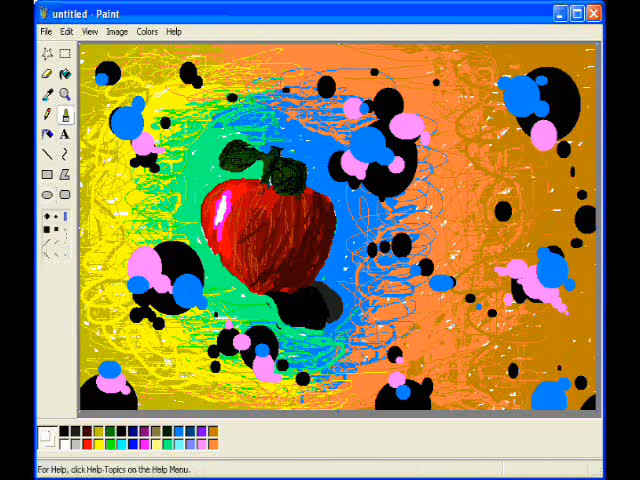 untitled - Paint
File Edit View Image Colors Help
A
For Help, click Help Topics on the Help Menu.